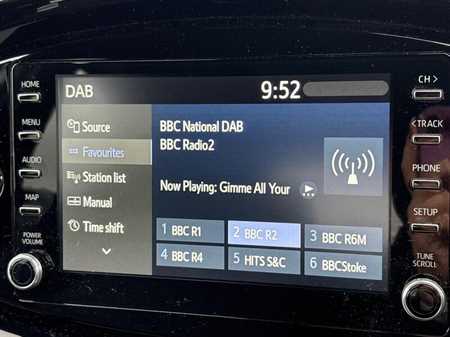 DAB
9:52
HOME
MENU
AUDIO
MAP
POWER
VOLUME
Source
Favourites
Station list
Manual
Time shift
BBC National DAB
BBC Radio2
Now Playing: Gimme All Your
1 BBC R1
2 BBC R2
3 BBC R6M
4 BBC R4
5 HITS S&C
6 BBCStoke
CH >
< TRACK
PHONE
SETUP
TUNE
SCROLL